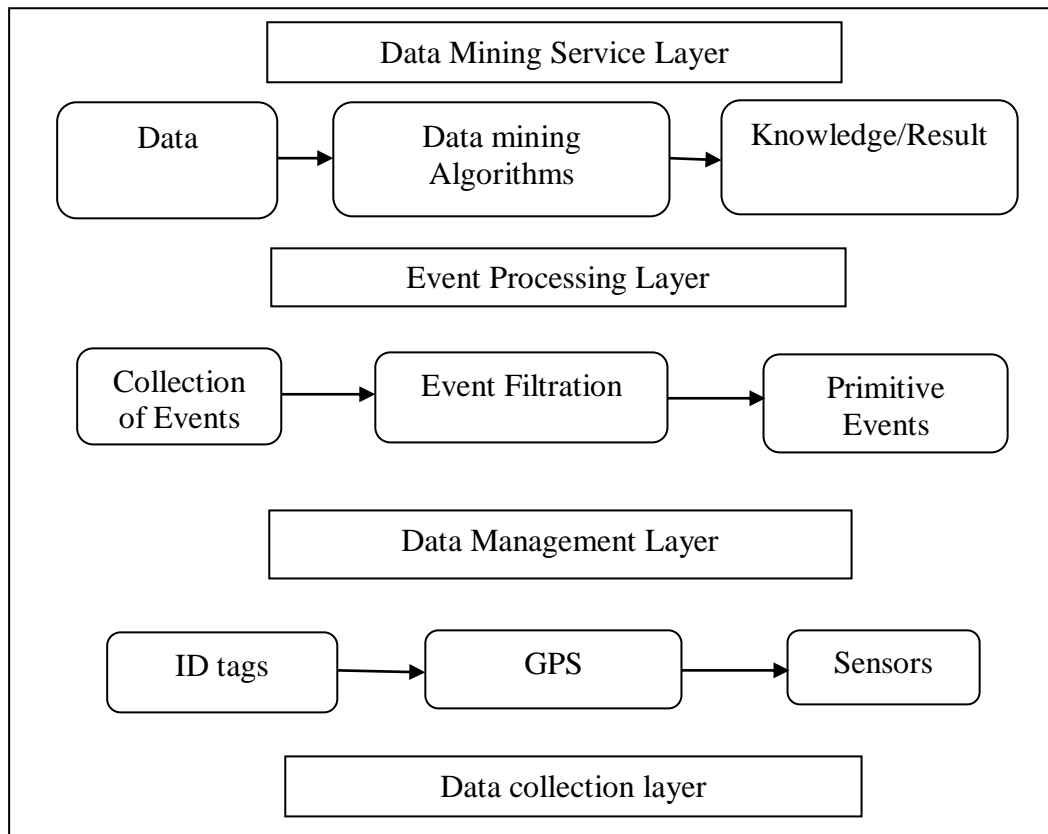 Data Mining Service Layer
Data
Data mining
Algorithms
Knowledge/Result
Event Processing Layer
Collection
of Events
Event Filtration
Primitive
Events
Data Management Layer
ID tags
GPS
Sensors
Data collection layer